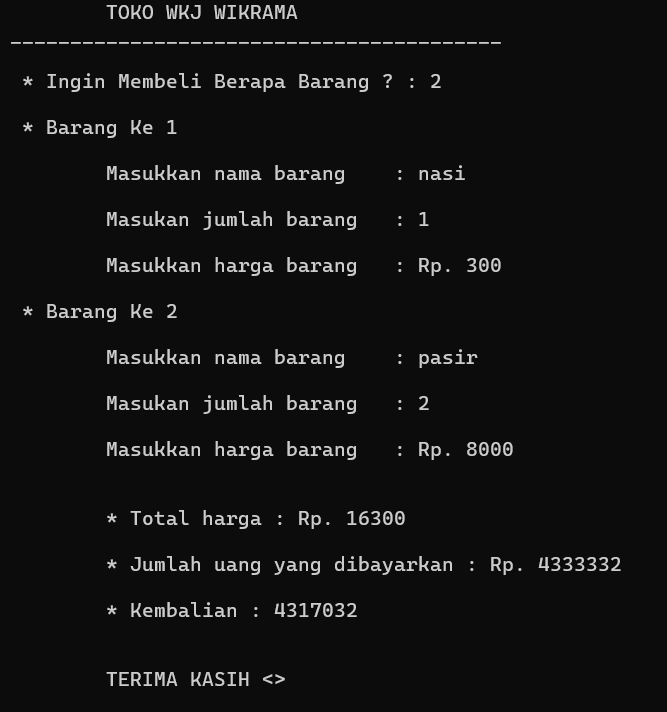 TOKO WKJ WIKRAMA
-----------------------------------------
* Ingin Membeli Berapa Barang ? : 2
* Barang Ke 1
Masukkan nama barang    : nasi
Masukan jumlah barang   : 1
Masukkan harga barang   : Rp. 300
* Barang Ke 2
Masukkan nama barang    : pasir
Masukan jumlah barang   : 2
Masukkan harga barang   : Rp. 8000
* Total harga : Rp. 16300
* Jumlah uang yang dibayarkan : Rp. 4333332
* Kembalian : 4317032
TERIMA KASIH <>